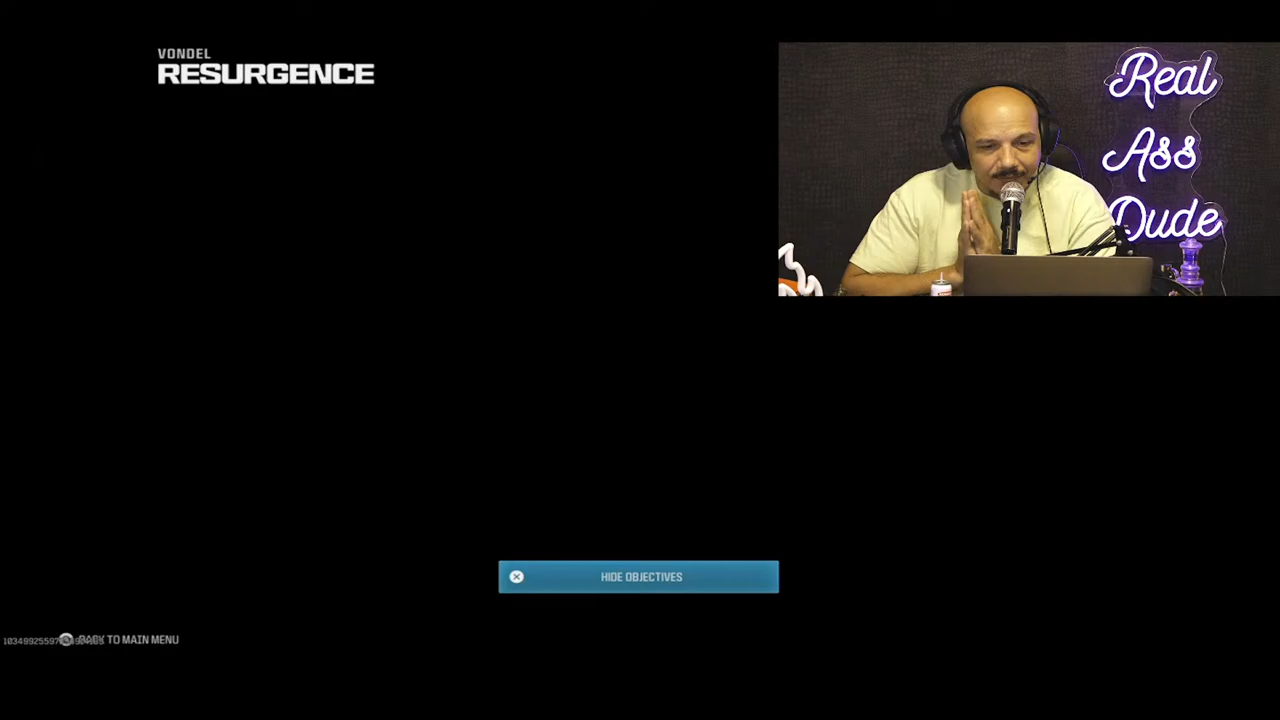 VONDEL
RESURGENCE
Real
Ass
Dude
HIDE OBJECTIVES
BACK TO MAIN MENU